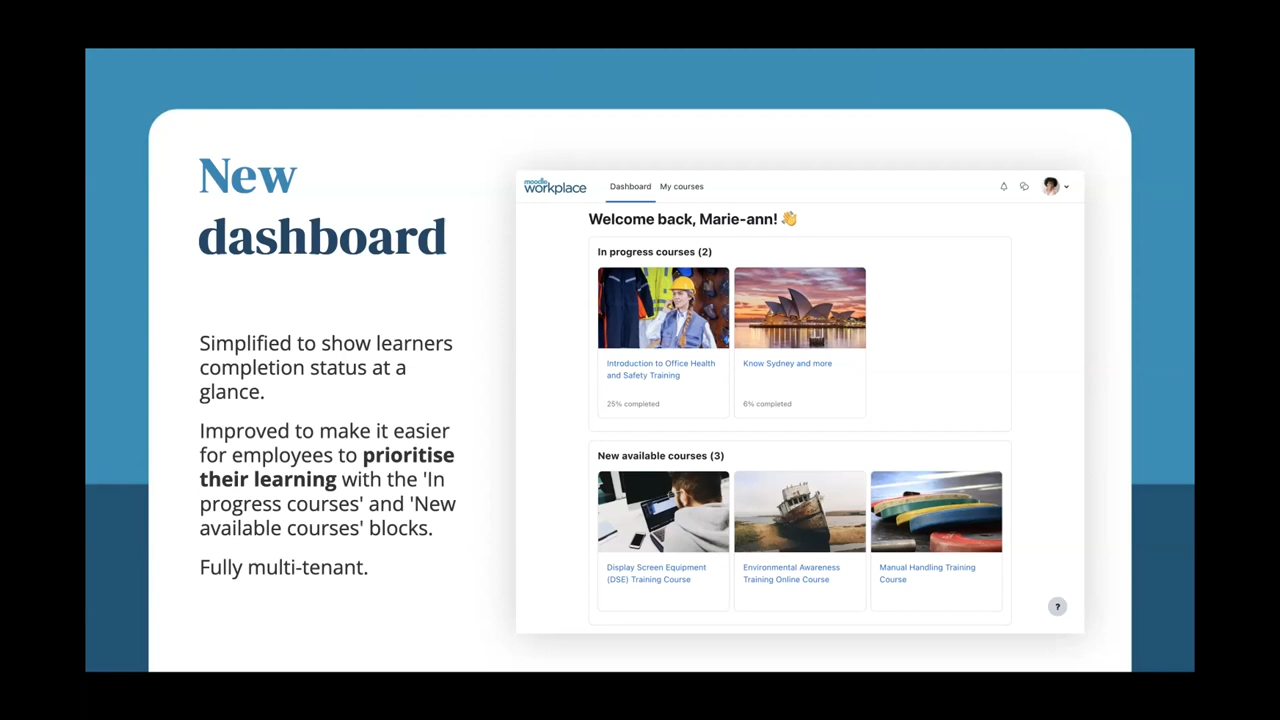 New
dashboard
Simplified to show learners
completion status at a
glance.
Improved to make it easier
for employees to prioritise
their learning with the 'In
progress courses' and 'New
available courses' blocks.
Fully multi-tenant.
moodle
workplace
Dashboard My courses
Welcome back, Marie-ann! 👋
In progress courses (2)
Introduction to Office Health
and Safety Training
25% completed
Know Sydney and more
6% completed
New available courses (3)
Display Screen Equipment
(DSE) Training Course
Environmental Awareness
Training Online Course
Manual Handling Training
Course
?